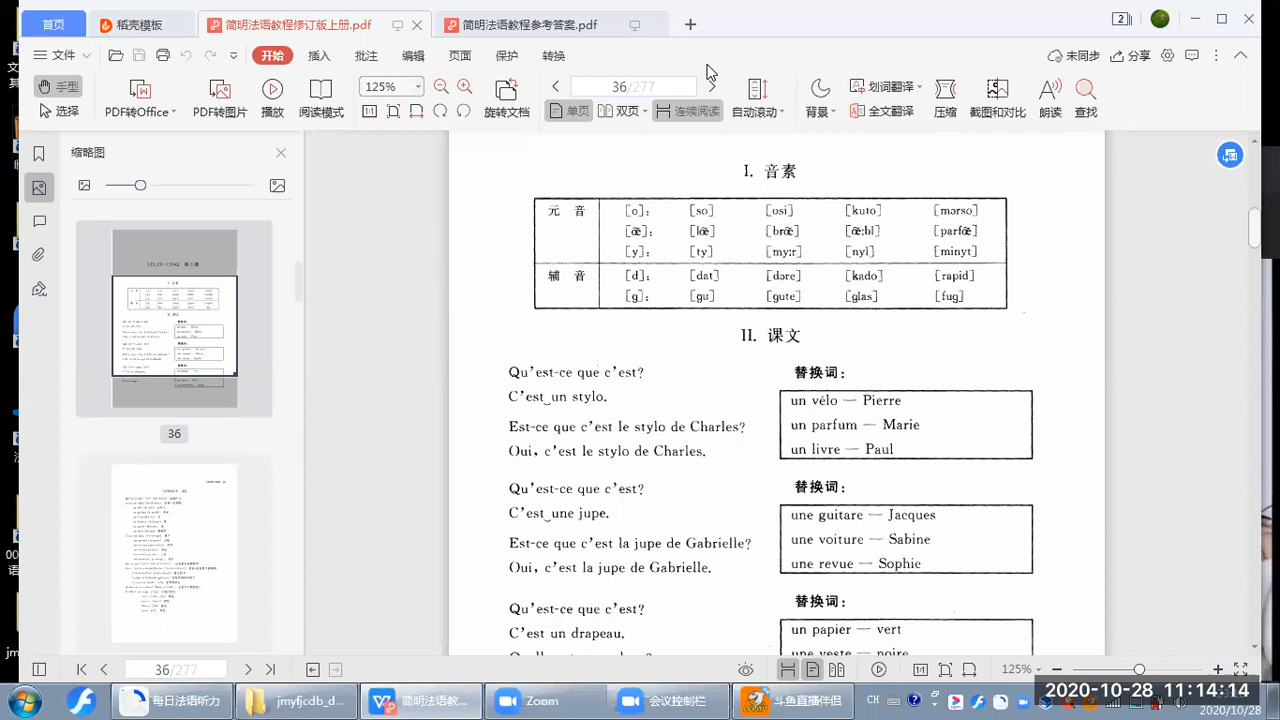 首页 稻壳模板 简明法语教程修订版上册.pdf 简明法语教程参考答案.pdf 2
文件 开始 插入 批注 编辑 页面 保护 转换 未同步 分享
手型 125% 36/277 划词翻译
选择 PDF转Office PDF转图片 播放 阅读模式 旋转文档 单页 双页 连续阅读 自动滚动 背景 全文翻译 压缩 截图和对比 朗读 查找
缩略图
36
I. 音素
元 音 [o]: [so] [osi] [kuto] [mɔrso]
[œ̃]: [lœ̃] [brœ̃] [œ̃:bl] [parfœ̃]
[y]: [ty] [my:r] [nyl] [minyt]
辅 音 [d]: [dat] [dɔre] [kado] [rapid]
[g]: [gu] [gute] [glas] [fug]
II. 课文
Qu'est-ce que c'est? 替换词:
C'est‿un stylo. un vélo — Pierre
Est-ce que c'est le stylo de Charles? un parfum — Marie
Oui, c'est le stylo de Charles. un livre — Paul
Qu'est-ce que c'est? 替换词:
C'est une jupe. une guitare — Jacques
Est-ce que c'est la jupe de Gabrielle? une voiture — Sabine
Oui, c'est la jupe de Gabrielle. une revue — Sophie
Qu'est-ce que c'est? 替换词:
C'est un drapeau. un papier — vert
une veste — noire
36/277 125%
每日法语听力 jmyfjcdb_d... 简明法语教程... Zoom 会议控制栏 斗鱼直播伴侣 CH
2020-10-28 11:14:14
2020/10/28